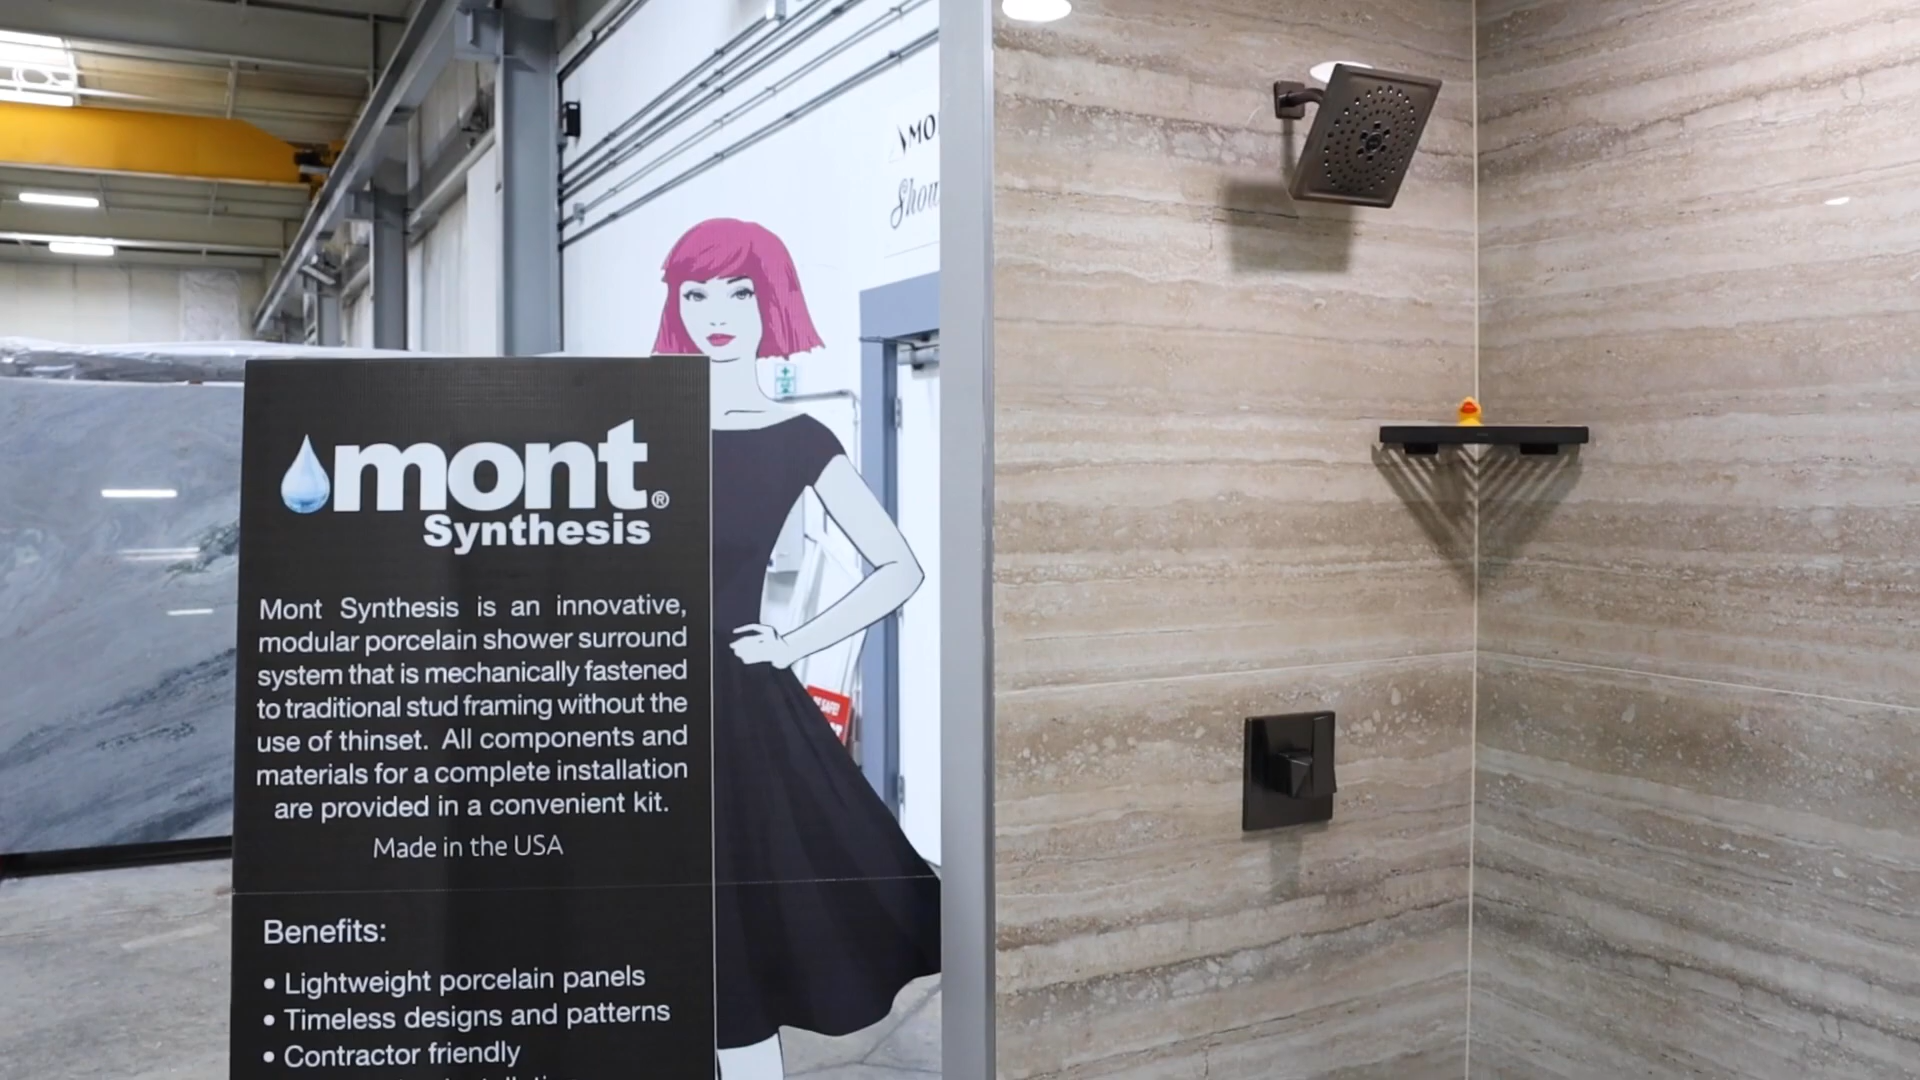 mont®
Synthesis
Mont Synthesis is an innovative,
modular porcelain shower surround
system that is mechanically fastened
to traditional stud framing without the
use of thinset. All components and
materials for a complete installation
are provided in a convenient kit.
Made in the USA
Benefits:
• Lightweight porcelain panels
• Timeless designs and patterns
• Contractor friendly